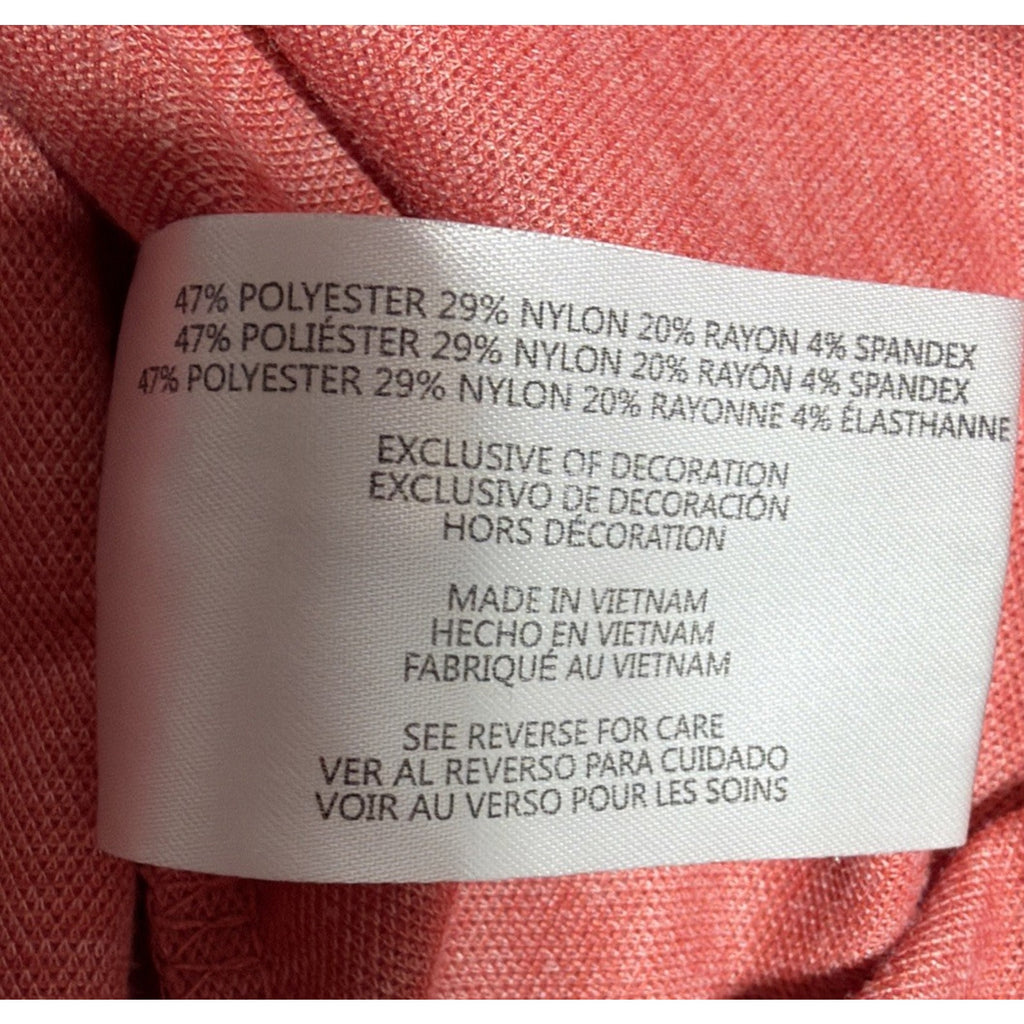 47% POLYESTER 29% NYLON 20% RAYON 4% SPANDEX
47% POLIÉSTER 29% NYLON 20% RAYÓN 4% SPANDEX
47% POLYESTER 29% NYLON 20% RAYONNE 4% ÉLASTHANNE
EXCLUSIVE OF DECORATION
EXCLUSIVO DE DECORACIÓN
HORS DÉCORATION
MADE IN VIETNAM
HECHO EN VIETNAM
FABRIQUÉ AU VIETNAM
SEE REVERSE FOR CARE
VER AL REVERSO PARA CUIDADO
VOIR AU VERSO POUR LES SOINS